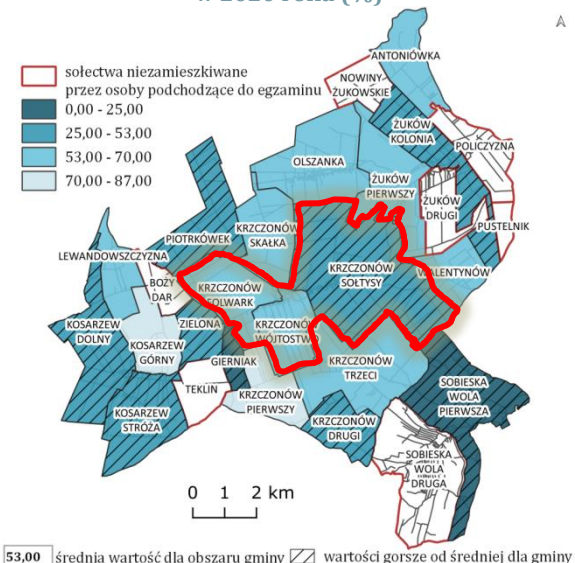 w 2020 roku (%)
sołectwa niezamieszkiwane
przez osoby podchodzące do egzaminu
0,00 - 25,00
25,00 - 53,00
53,00 - 70,00
70,00 - 87,00
ANTONIÓWKA
NOWINY
ŻUKOWSKIE
ŻUKÓW
KOLONIA
POLICZYZNA
OLSZANKA
ŻUKÓW
PIERWSZY
ŻUKÓW
DRUGI
PUSTELNIK
KRZCZONÓW
SKAŁKA
PIOTRKÓWEK
LEWANDOWSZCZYZNA
BOŻY
DAR
KRZCZONÓW
FOLWARK
KRZCZONÓW
SOŁTYSY
WALENTYNÓW
KOSARZEW
DOLNY
ZIELONA
KRZCZONÓW
WÓJTOSTWO
KOSARZEW
GÓRNY
GIERNIAK
KRZCZONÓW
TRZECI
TEKLIN
KRZCZONÓW
PIERWSZY
SOBIESKA
WOLA
PIERWSZA
KOSARZEW
STRÓŻA
KRZCZONÓW
DRUGI
SOBIESKA
WOLA
DRUGA
0 1 2 km
53,00 średnia wartość dla obszaru gminy wartości gorsze od średniej dla gminy